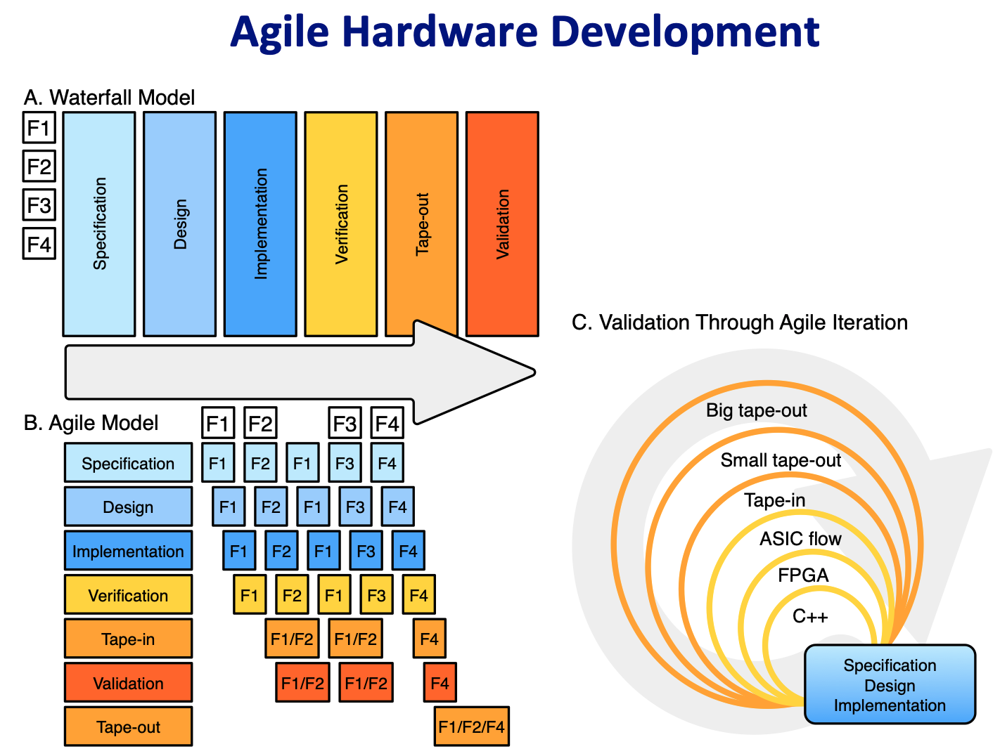 Agile Hardware Development
A. Waterfall Model
F1
F2
F3
F4
Specification
Design
Implementation
Verification
Tape-out
Validation
B. Agile Model
F1 F2 F3 F4
Specification F1 F2 F1 F3 F4
Design F1 F2 F1 F3 F4
Implementation F1 F2 F1 F3 F4
Verification F1 F2 F1 F3 F4
Tape-in F1/F2 F1/F2 F4
Validation F1/F2 F1/F2 F4
Tape-out F1/F2/F4
C. Validation Through Agile Iteration
Big tape-out
Small tape-out
Tape-in
ASIC flow
FPGA
C++
Specification
Design
Implementation